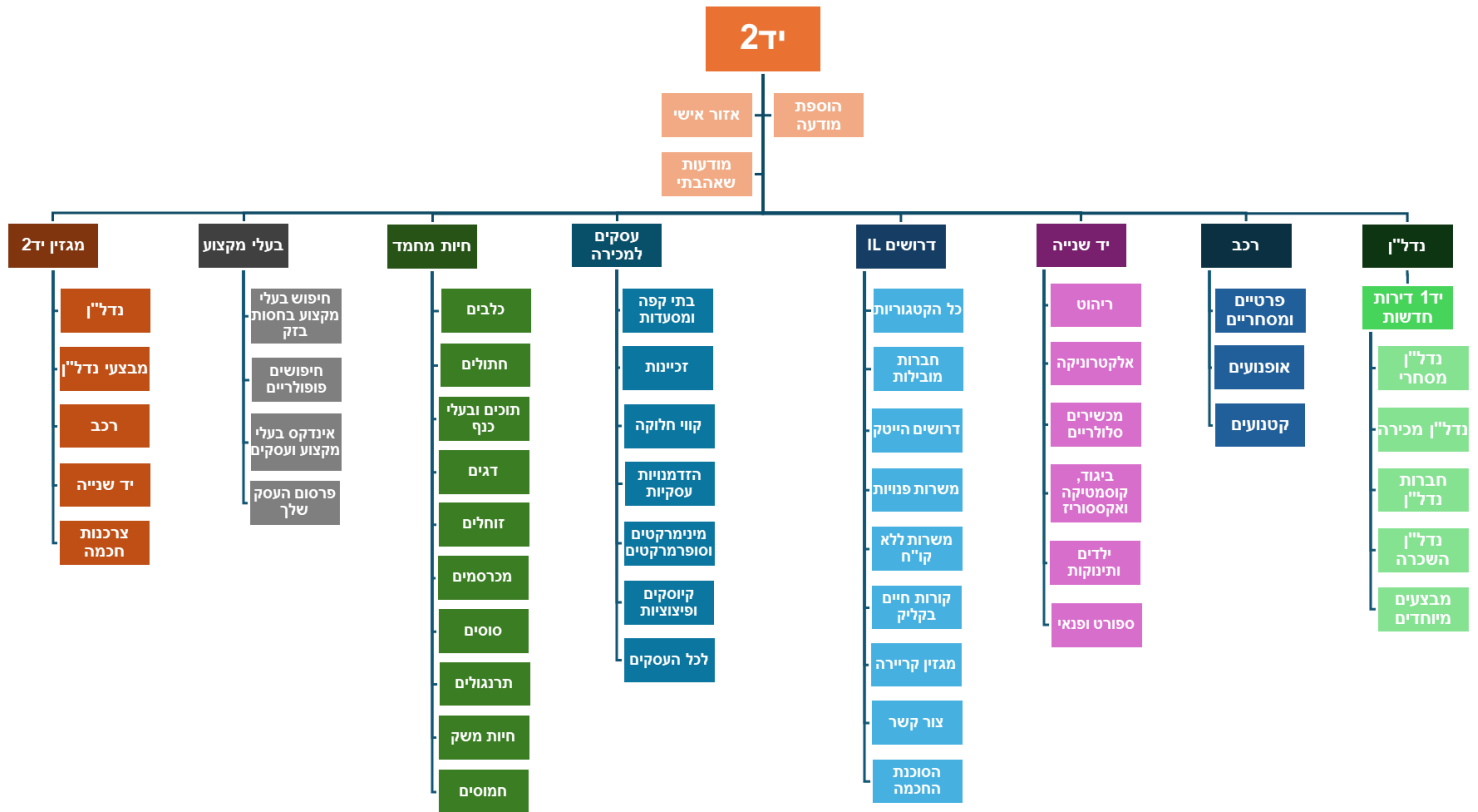 יד2
הוספת
מודעה
אזור אישי
מודעות
שאהבתי
נדל"ן
יד1 דירות
חדשות
נדל"ן
מסחרי
נדל"ן מכירה
חברות
נדל"ן
נדל"ן
השכרה
מבצעים
מיוחדים
רכב
פרטיים
ומסחריים
אופנועים
קטנועים
יד שנייה
ריהוט
אלקטרוניקה
מכשירים
סלולריים
ביגוד,
קוסמטיקה
ואקססוריז
ילדים
ותינוקות
ספורט ופנאי
דרושים IL
כל הקטגוריות
חברות
מובילות
דרושים הייטק
משרות פנויות
משרות ללא
קו"ח
קורות חיים
בקליק
מגזין קריירה
צור קשר
הסוכנת
החכמה
עסקים
למכירה
בתי קפה
ומסעדות
זכיינות
קווי חלוקה
הזדמנויות
עסקיות
מינימרקטים
וסופרמרקטים
קיוסקים
ופיצוציות
לכל העסקים
חיות מחמד
כלבים
חתולים
תוכים ובעלי
כנף
דגים
זוחלים
מכרסמים
סוסים
תרנגולים
חיות משק
חמוסים
בעלי מקצוע
חיפוש בעלי
מקצוע בחסות
בזק
חיפושים
פופולריים
אינדקס בעלי
מקצוע ועסקים
פרסום העסק
שלך
מגזין יד2
נדל"ן
מבצעי נדל"ן
רכב
יד שנייה
צרכנות
חכמה